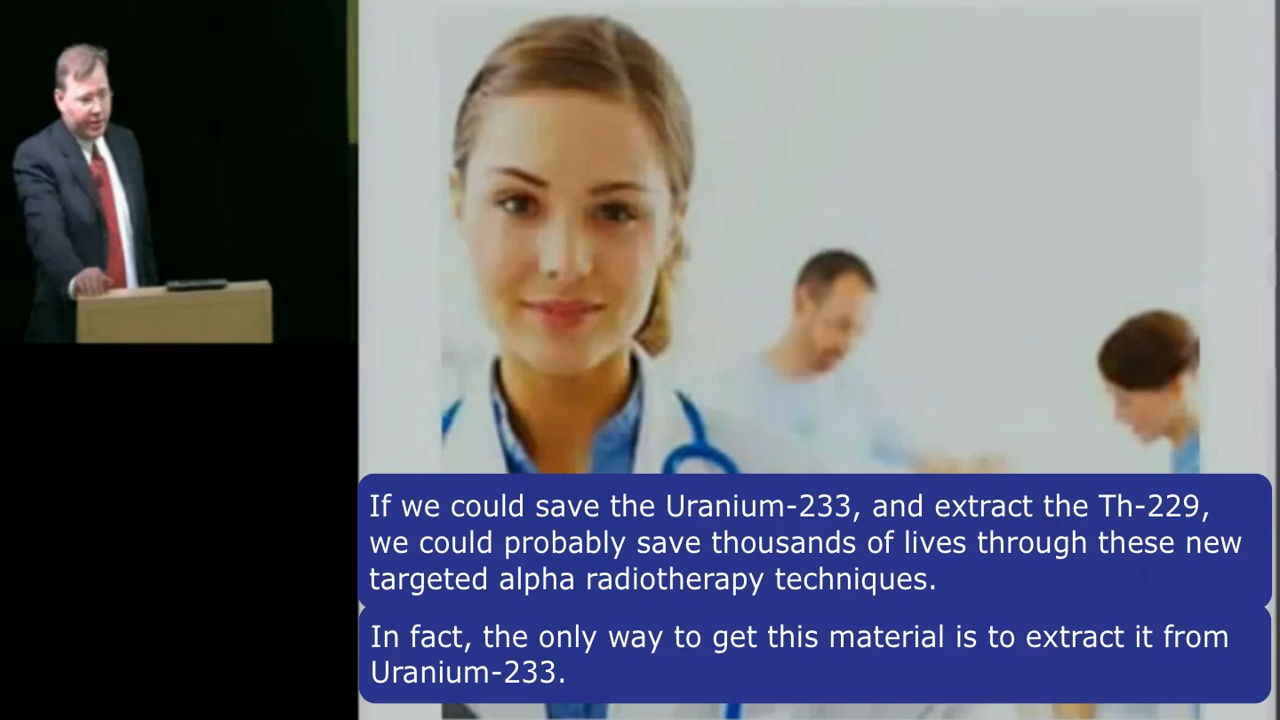 If we could save the Uranium-233, and extract the Th-229,
we could probably save thousands of lives through these new
targeted alpha radiotherapy techniques.
In fact, the only way to get this material is to extract it from
Uranium-233.